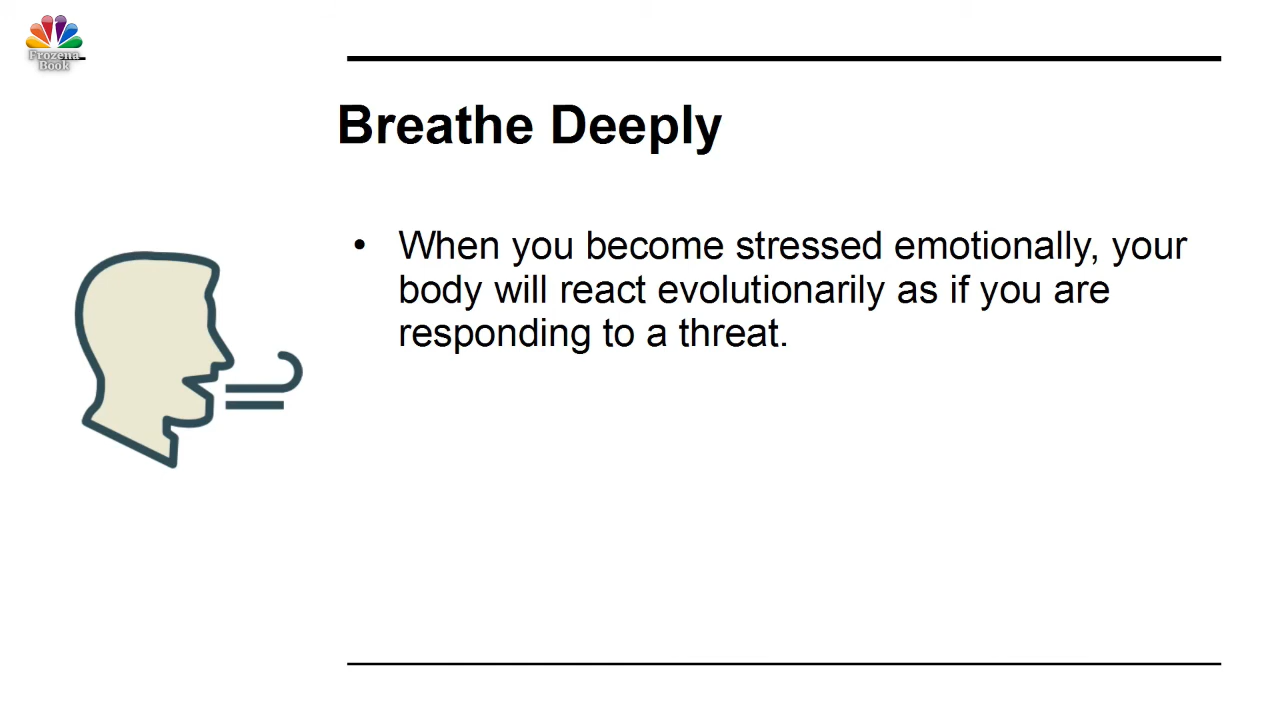 Frozena
Book
Breathe Deeply
• When you become stressed emotionally, your
body will react evolutionarily as if you are
responding to a threat.